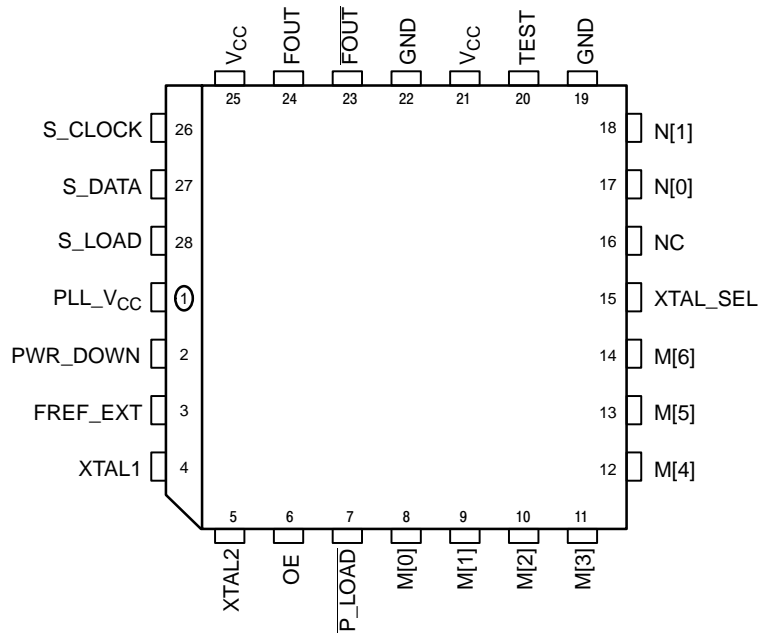 VCC FOUT FOUT GND VCC TEST GND
25 24 23 22 21 20 19
S_CLOCK 26 18 N[1]
S_DATA 27 17 N[0]
S_LOAD 28 16 NC
PLL_VCC 1 15 XTAL_SEL
PWR_DOWN 2 14 M[6]
FREF_EXT 3 13 M[5]
XTAL1 4 12 M[4]
5 6 7 8 9 10 11
XTAL2 OE P_LOAD M[0] M[1] M[2] M[3]